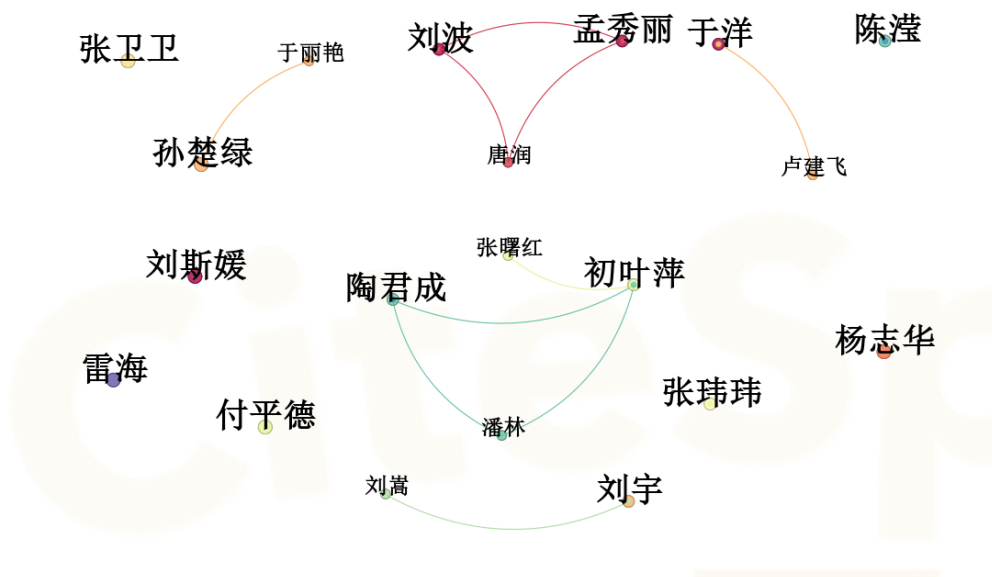 张卫卫
于丽艳
刘波
孟秀丽
于洋
陈滢
孙楚绿
唐润
卢建飞
张曙红
刘斯媛
陶君成
初叶萍
杨志华
雷海
张玮玮
付平德
潘林
刘嵩
刘宇
CiteSp